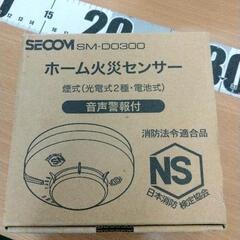 SECOM SM-D0300
ホーム火災センサー
煙式(光電式2種・電池式)
音声警報付
消防法令適合品
NS
日本消防検定協会